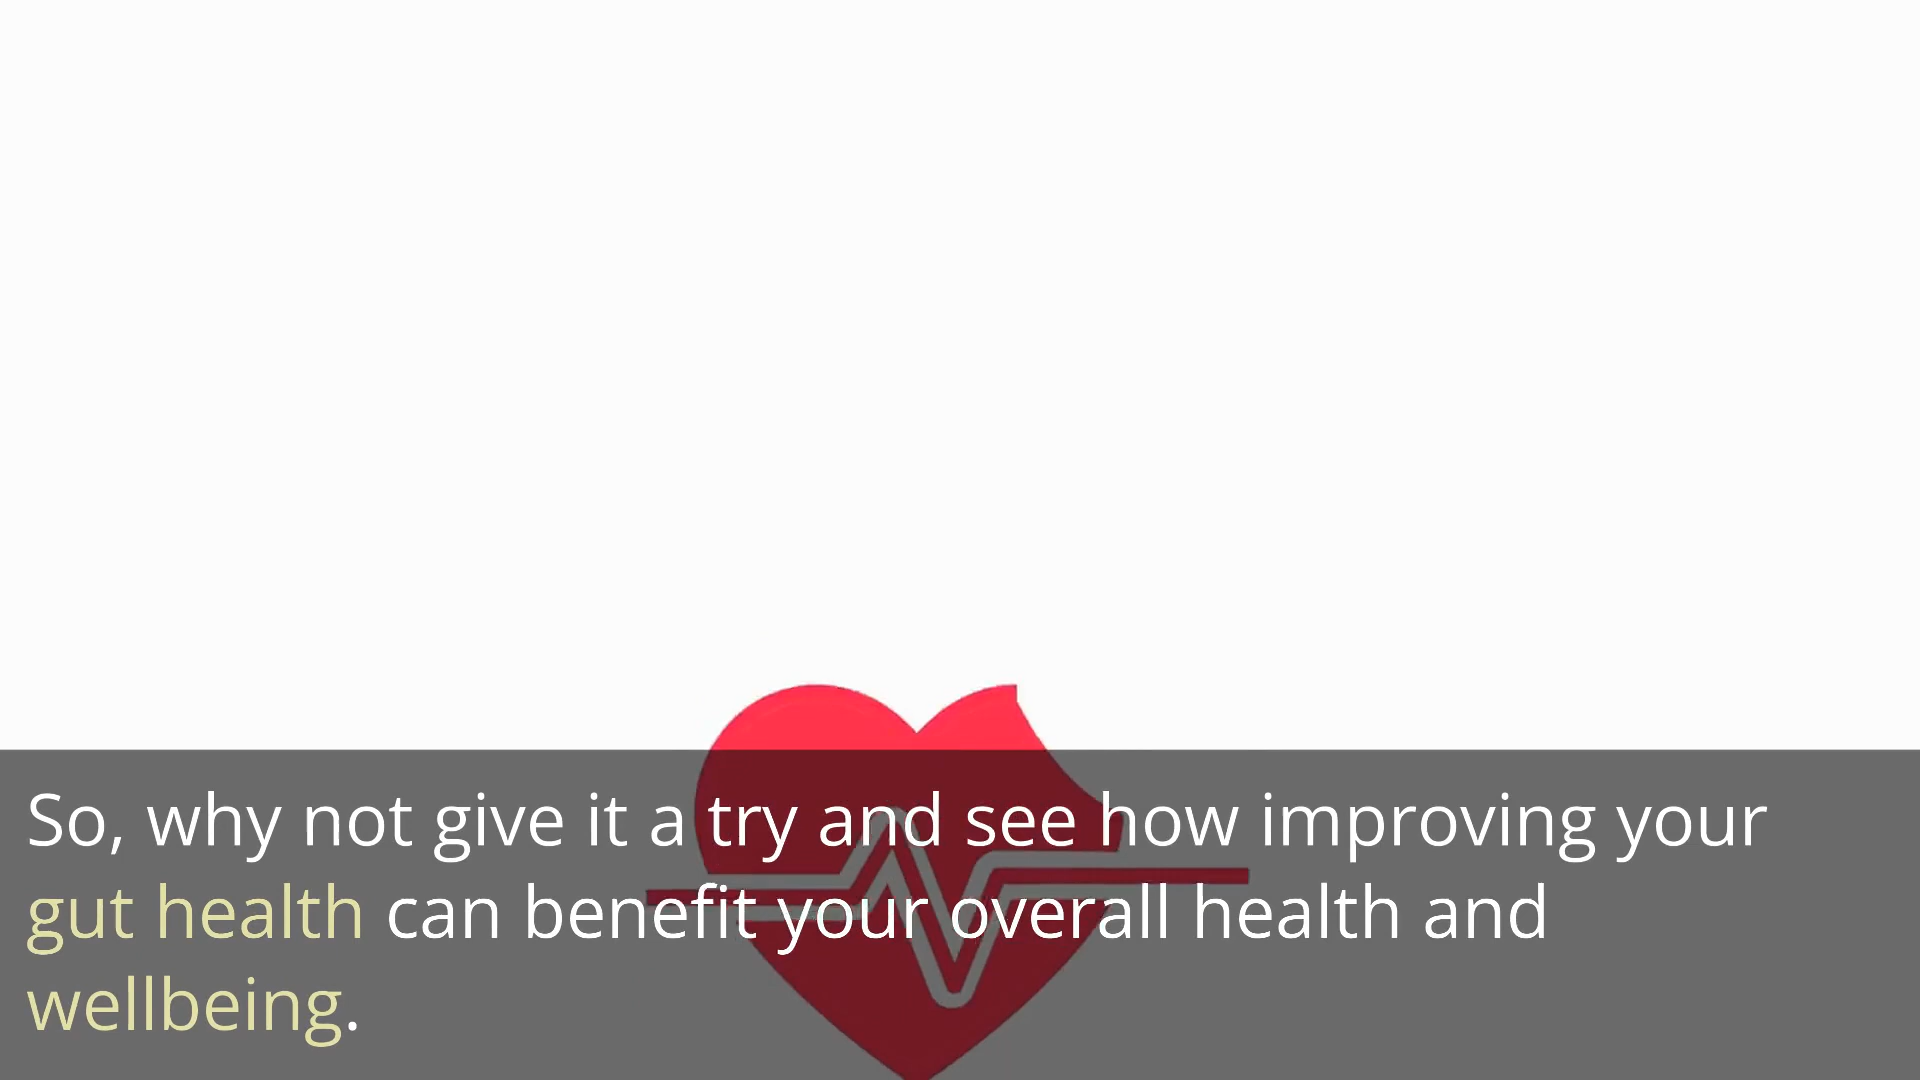 So, why not give it a try and see how improving your
gut health can benefit your overall health and
wellbeing.